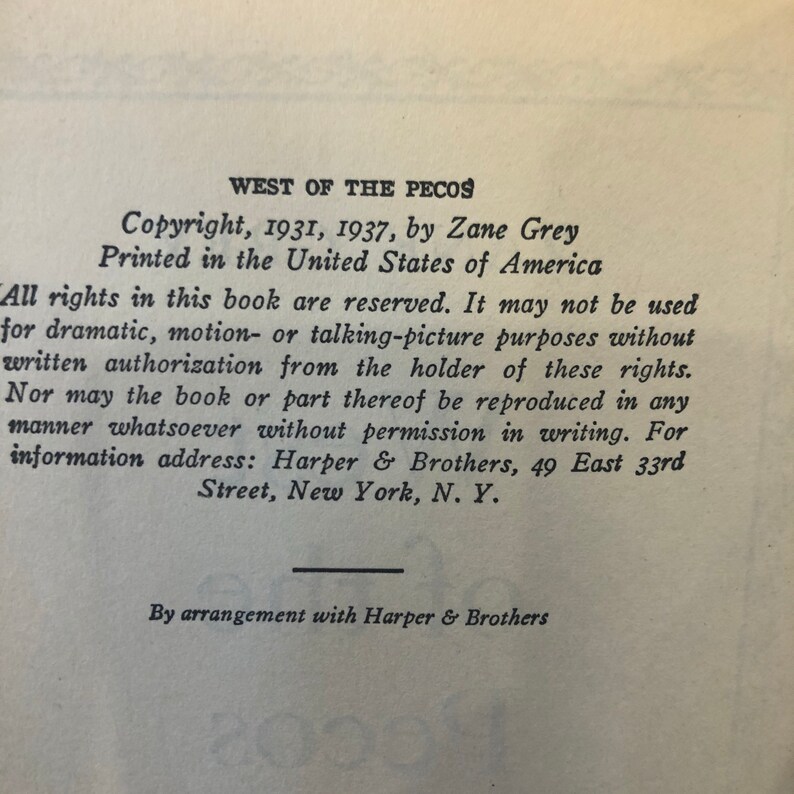 WEST OF THE PECOS
Copyright, 1931, 1937, by Zane Grey
Printed in the United States of America
All rights in this book are reserved. It may not be used
for dramatic, motion- or talking-picture purposes without
written authorization from the holder of these rights.
Nor may the book or part thereof be reproduced in any
manner whatsoever without permission in writing. For
information address: Harper & Brothers, 49 East 33rd
Street, New York, N. Y.
By arrangement with Harper & Brothers
of the
Pecos